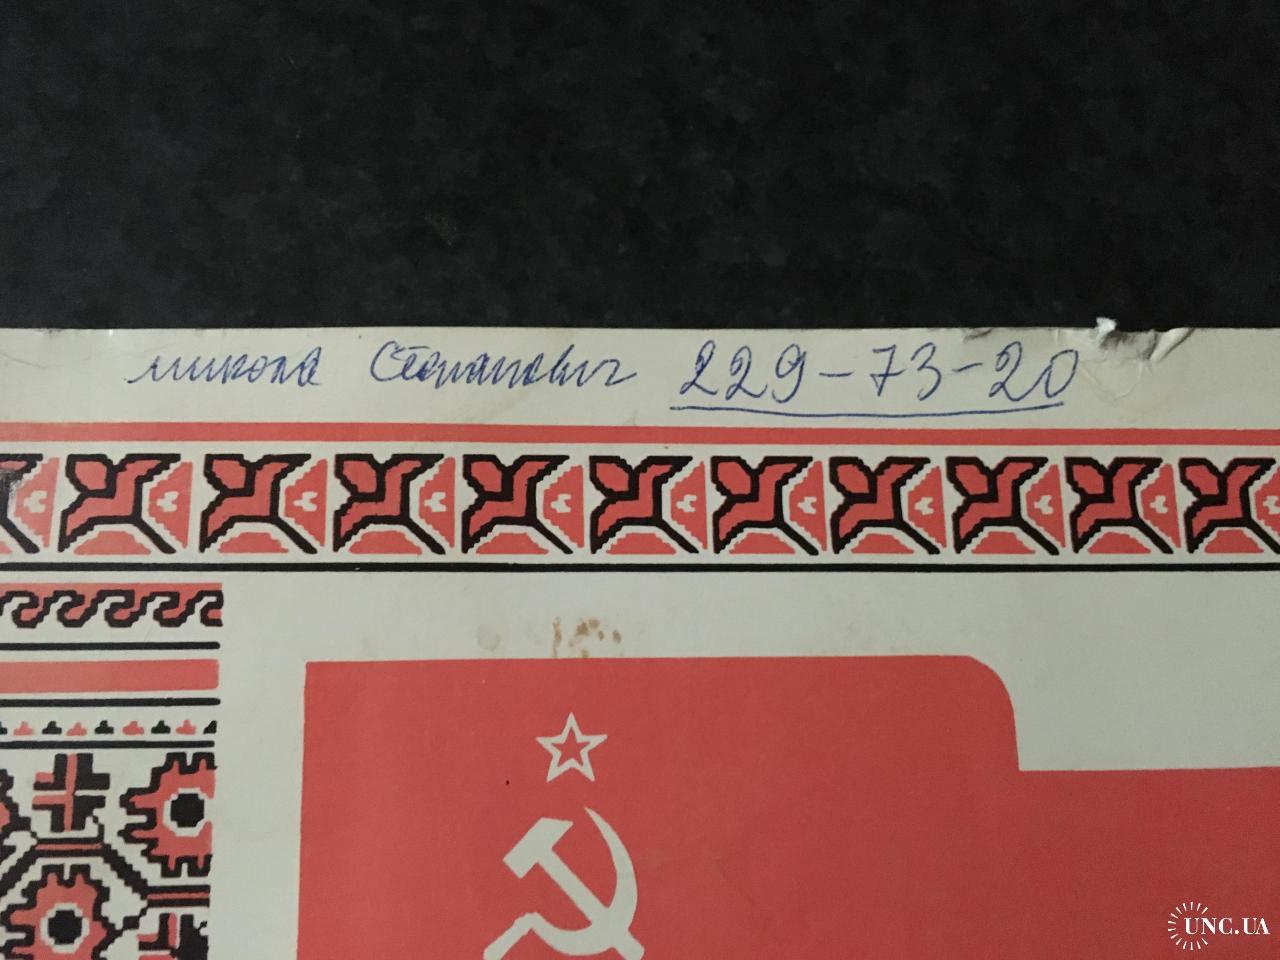 микола Степанович 229-73-20
UNC.UA